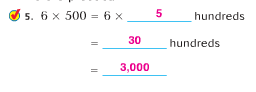 5. 6 × 500 = 6 × 5 hundreds
= 30 hundreds
= 3,000